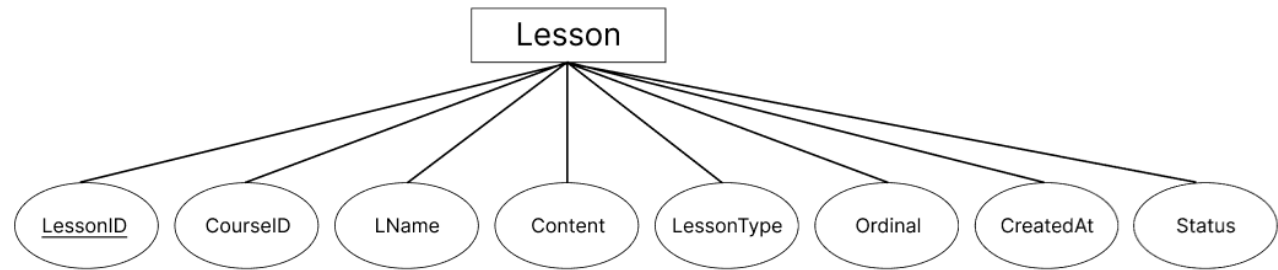 Lesson
LessonID
CourseID
LName
Content
LessonType
Ordinal
CreatedAt
Status